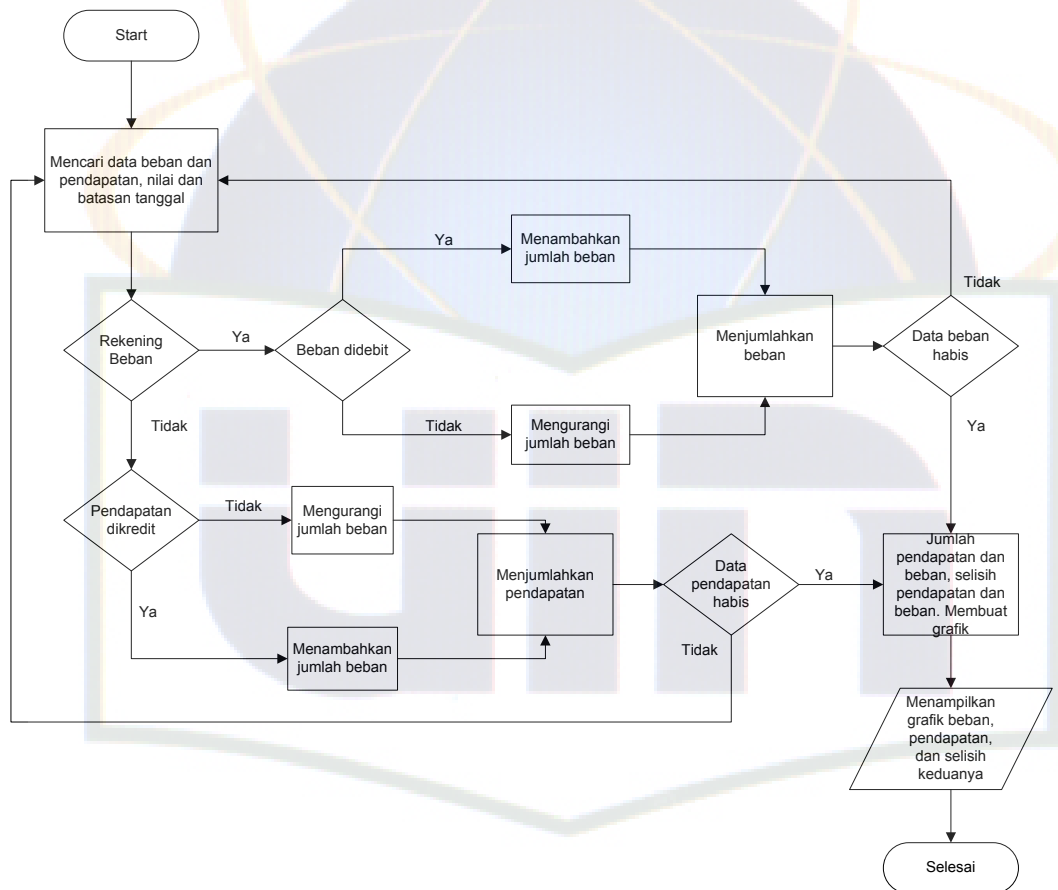 Start
Mencari data beban dan
pendapatan, nilai dan
batasan tanggal
Ya
Menambahkan
jumlah beban
Tidak
Rekening
Beban
Ya
Beban didebit
Menjumlahkan
beban
Data beban
habis
Tidak
Tidak
Mengurangi
jumlah beban
Ya
Pendapatan
dikredit
Tidak
Mengurangi
jumlah beban
Menjumlahkan
pendapatan
Data
pendapatan
habis
Ya
Jumlah
pendapatan dan
beban, selisih
pendapatan dan
beban. Membuat
grafik
Ya
Menambahkan
jumlah beban
Tidak
Menampilkan
grafik beban,
pendapatan,
dan selisih
keduanya
Selesai